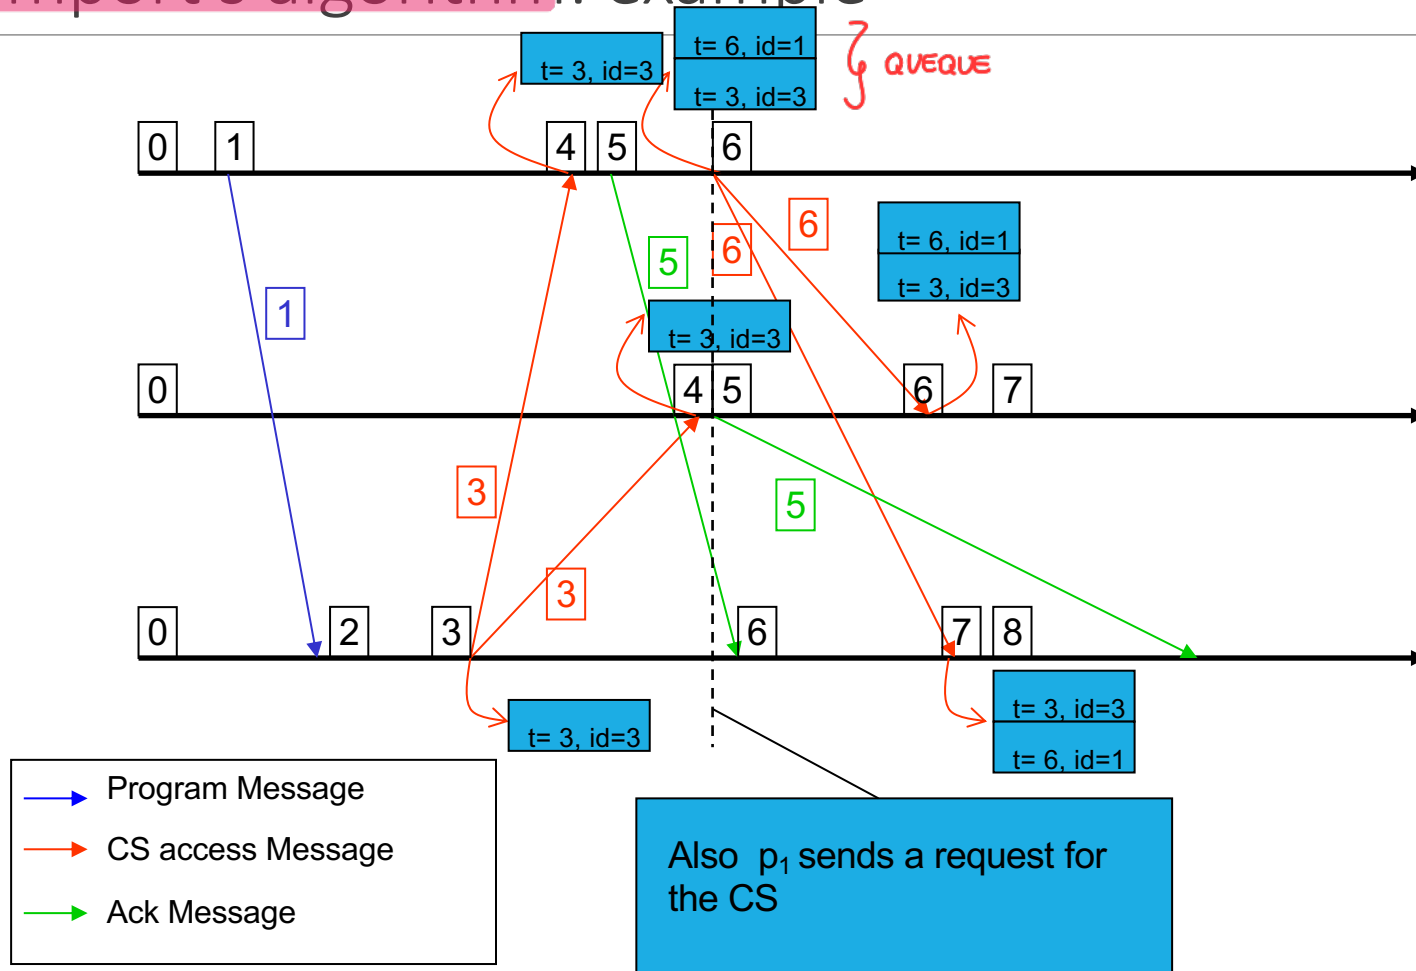 mport's algorithm: example
t= 6, id=1
t= 3, id=3
t= 3, id=3
QUEQUE
0 1 4 5 6
6
6
5
t= 6, id=1
t= 3, id=3
1
t= 3, id=3
0 4 5 6 7
3
5
3
0 2 3 6 7 8
t= 3, id=3
t= 3, id=3
t= 6, id=1
Program Message
CS access Message
Ack Message
Also p₁ sends a request for
the CS